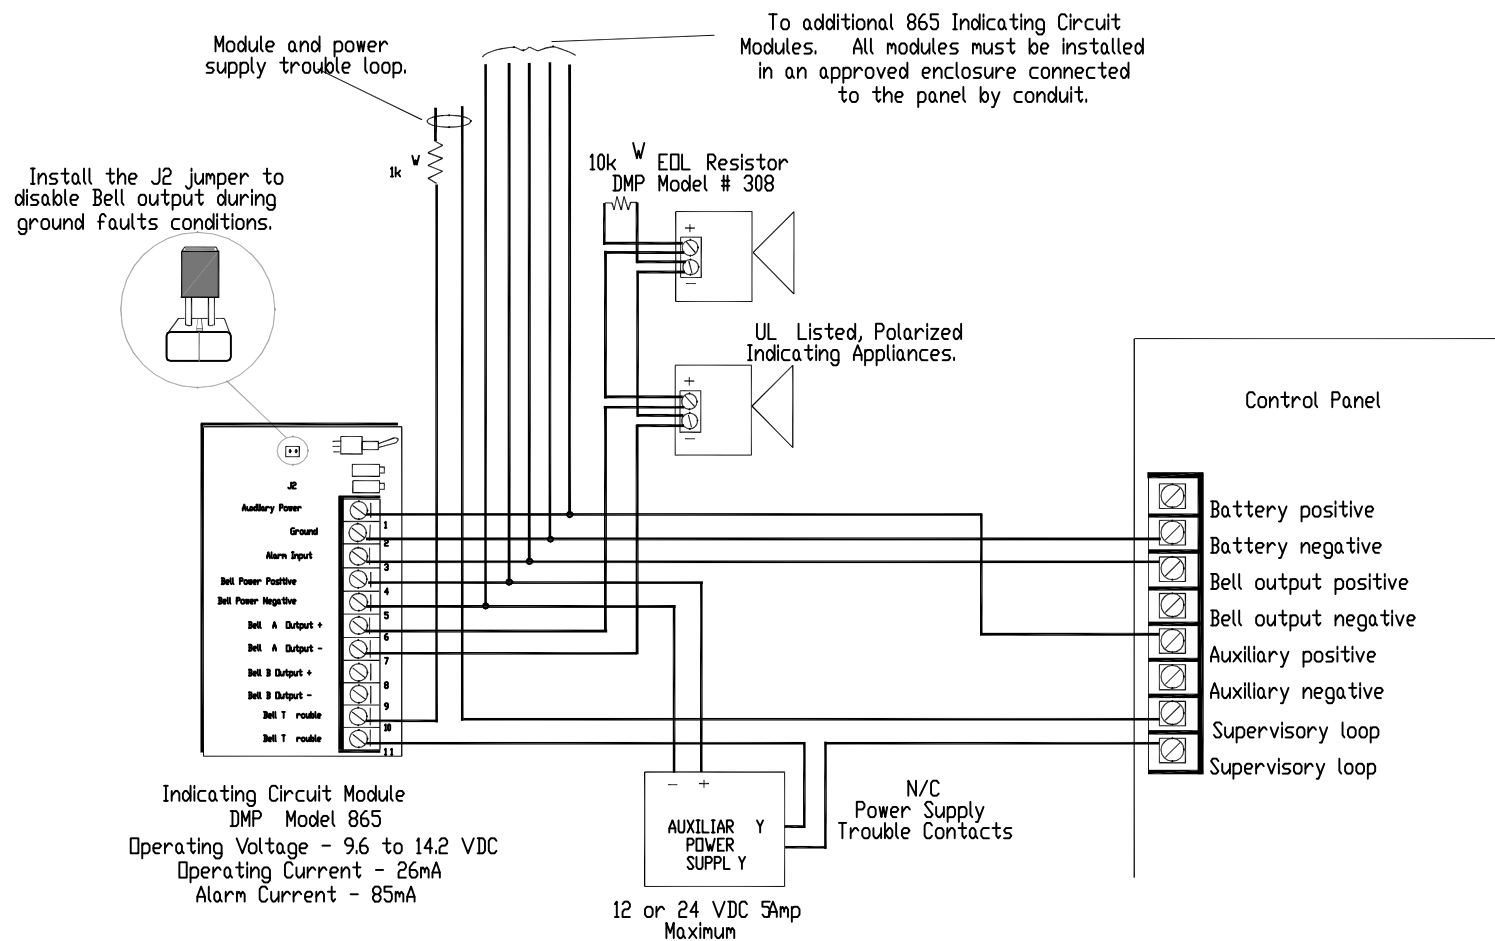 To additional 865 Indicating Circuit
Modules. All modules must be installed
in an approved enclosure connected
to the panel by conduit.
Module and power
supply trouble loop.
W
1k
10k W EOL Resistor
DMP Model # 308
Install the J2 jumper to
disable Bell output during
ground faults conditions.
+
−
UL Listed, Polarized
Indicating Appliances.
+
−
Control Panel
J2
Auxiliary Power
1
Ground
2
Alarm Input
3
Bell Power Positive
4
Bell Power Negative
5
Bell A Output +
6
Bell A Output -
7
Bell B Output +
8
Bell B Output -
9
Bell T rouble
10
Bell T rouble
11
Battery positive
Battery negative
Bell output positive
Bell output negative
Auxiliary positive
Auxiliary negative
Supervisory loop
Supervisory loop
− +
AUXILIAR Y
POWER
SUPPL Y
N/C
Power Supply
Trouble Contacts
Indicating Circuit Module
DMP Model 865
Operating Voltage - 9.6 to 14.2 VDC
Operating Current - 26mA
Alarm Current - 85mA
12 or 24 VDC 5Amp
Maximum